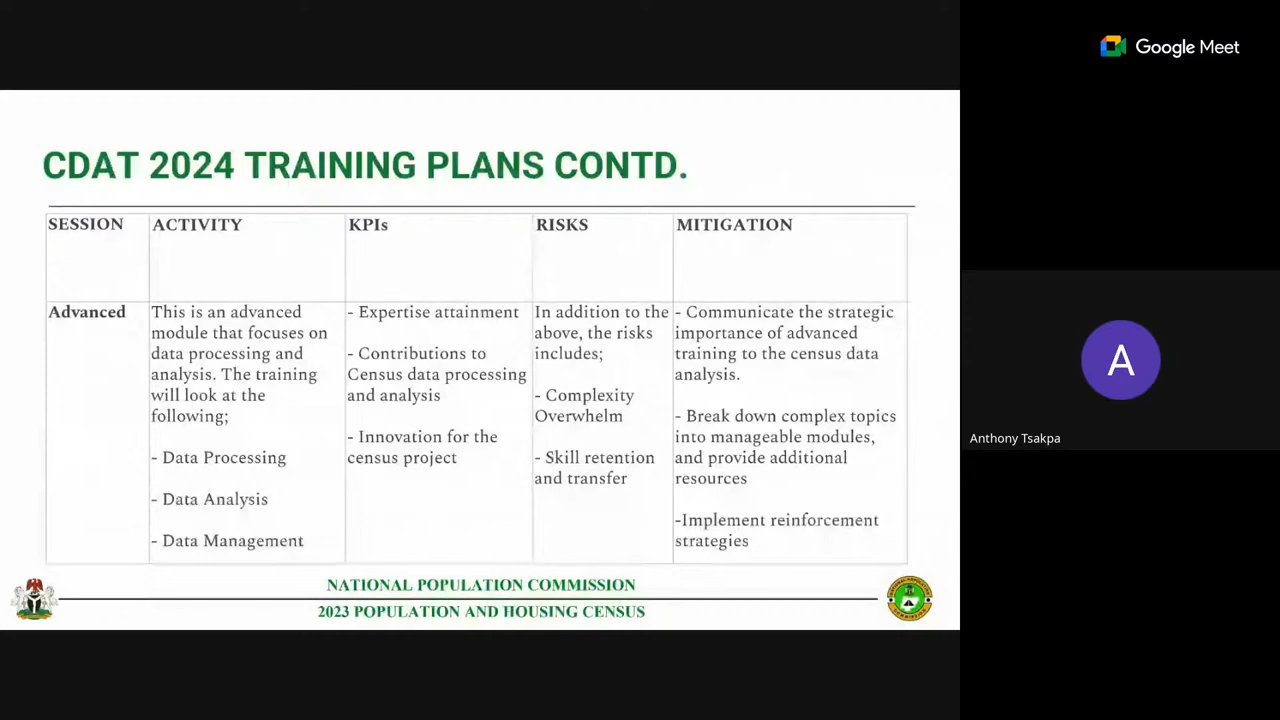 Google Meet
CDAT 2024 TRAINING PLANS CONTD.
SESSION
ACTIVITY
KPIs
RISKS
MITIGATION
Advanced
This is an advanced
module that focuses on
data processing and
analysis. The training
will look at the
following;
- Data Processing
- Data Analysis
- Data Management
- Expertise attainment
- Contributions to
Census data processing
and analysis
- Innovation for the
census project
In addition to the
above, the risks
includes;
- Complexity
Overwhelm
- Skill retention
and transfer
- Communicate the strategic
importance of advanced
training to the census data
analysis.
- Break down complex topics
into manageable modules,
and provide additional
resources
-Implement reinforcement
strategies
NATIONAL POPULATION COMMISSION
2023 POPULATION AND HOUSING CENSUS
A
Anthony Tsakpa